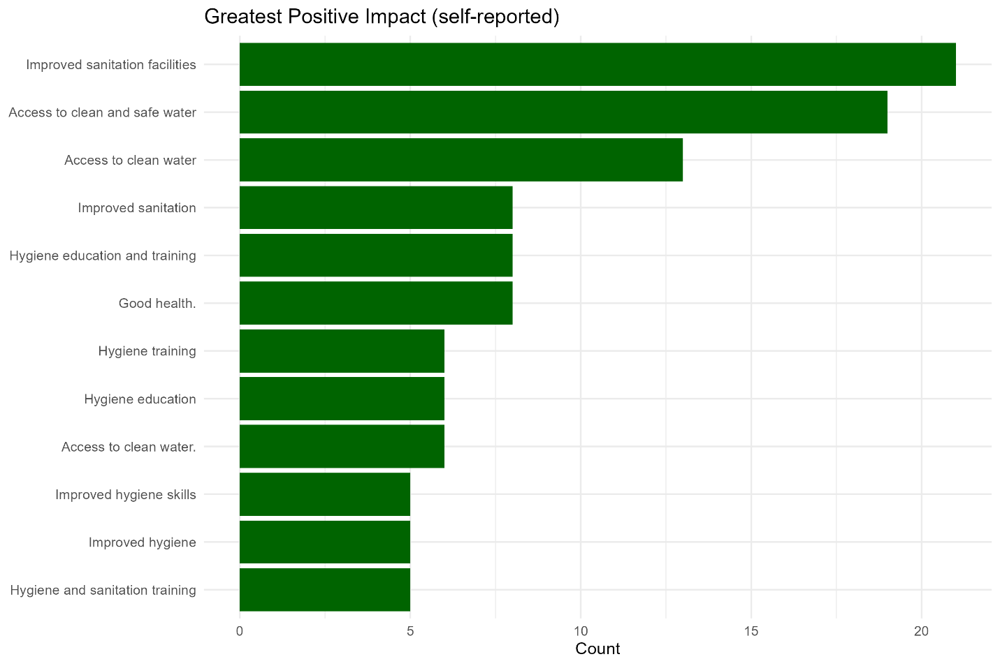 Greatest Positive Impact (self-reported)
Improved sanitation facilities
Access to clean and safe water
Access to clean water
Improved sanitation
Hygiene education and training
Good health.
Hygiene training
Hygiene education
Access to clean water.
Improved hygiene skills
Improved hygiene
Hygiene and sanitation training
0 5 10 15 20
Count